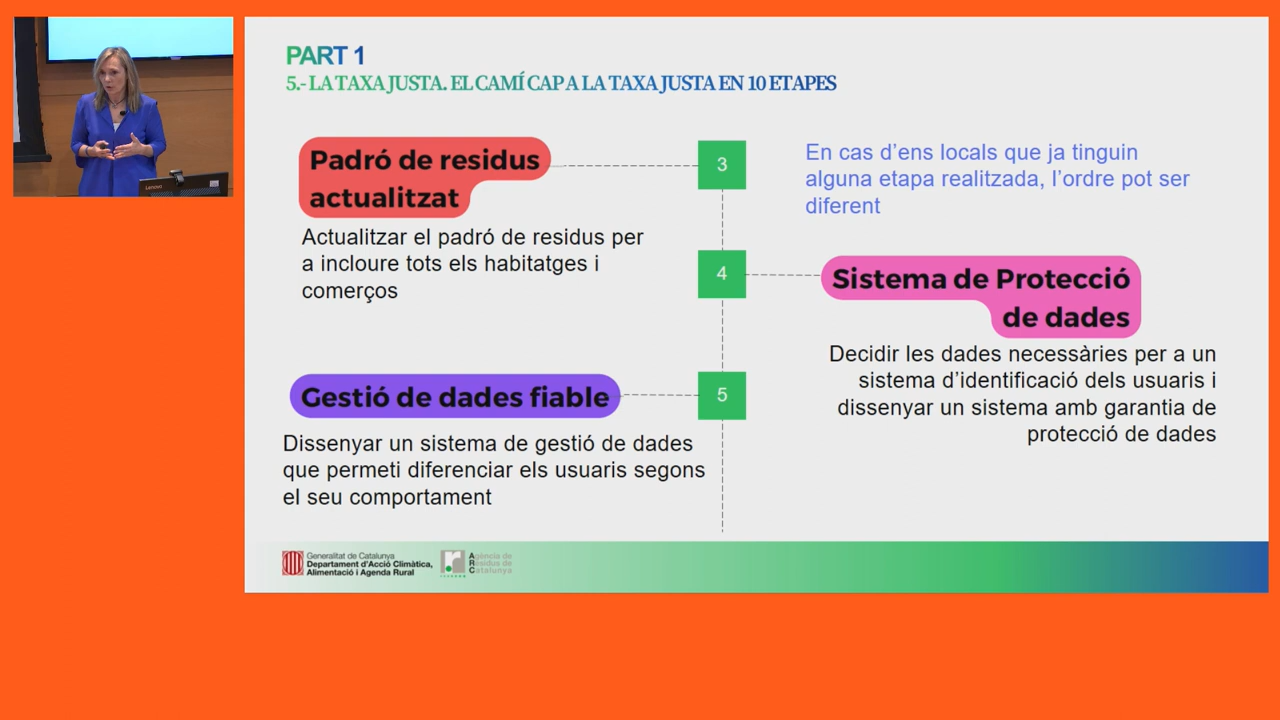 PART 1
5.- LA TAXA JUSTA. EL CAMÍ CAP A LA TAXA JUSTA EN 10 ETAPES
Padró de residus
actualitzat
3
En cas d’ens locals que ja tinguin
alguna etapa realitzada, l’ordre pot ser
diferent
Actualitzar el padró de residus per
a incloure tots els habitatges i
comerços
4
Sistema de Protecció
de dades
Decidir les dades necessàries per a un
sistema d’identificació dels usuaris i
dissenyar un sistema amb garantia de
protecció de dades
Gestió de dades fiable
5
Dissenyar un sistema de gestió de dades
que permeti diferenciar els usuaris segons
el seu comportament
Generalitat de Catalunya
Departament d’Acció Climàtica,
Alimentació i Agenda Rural
Agència de
Residus de
Catalunya
Lenovo